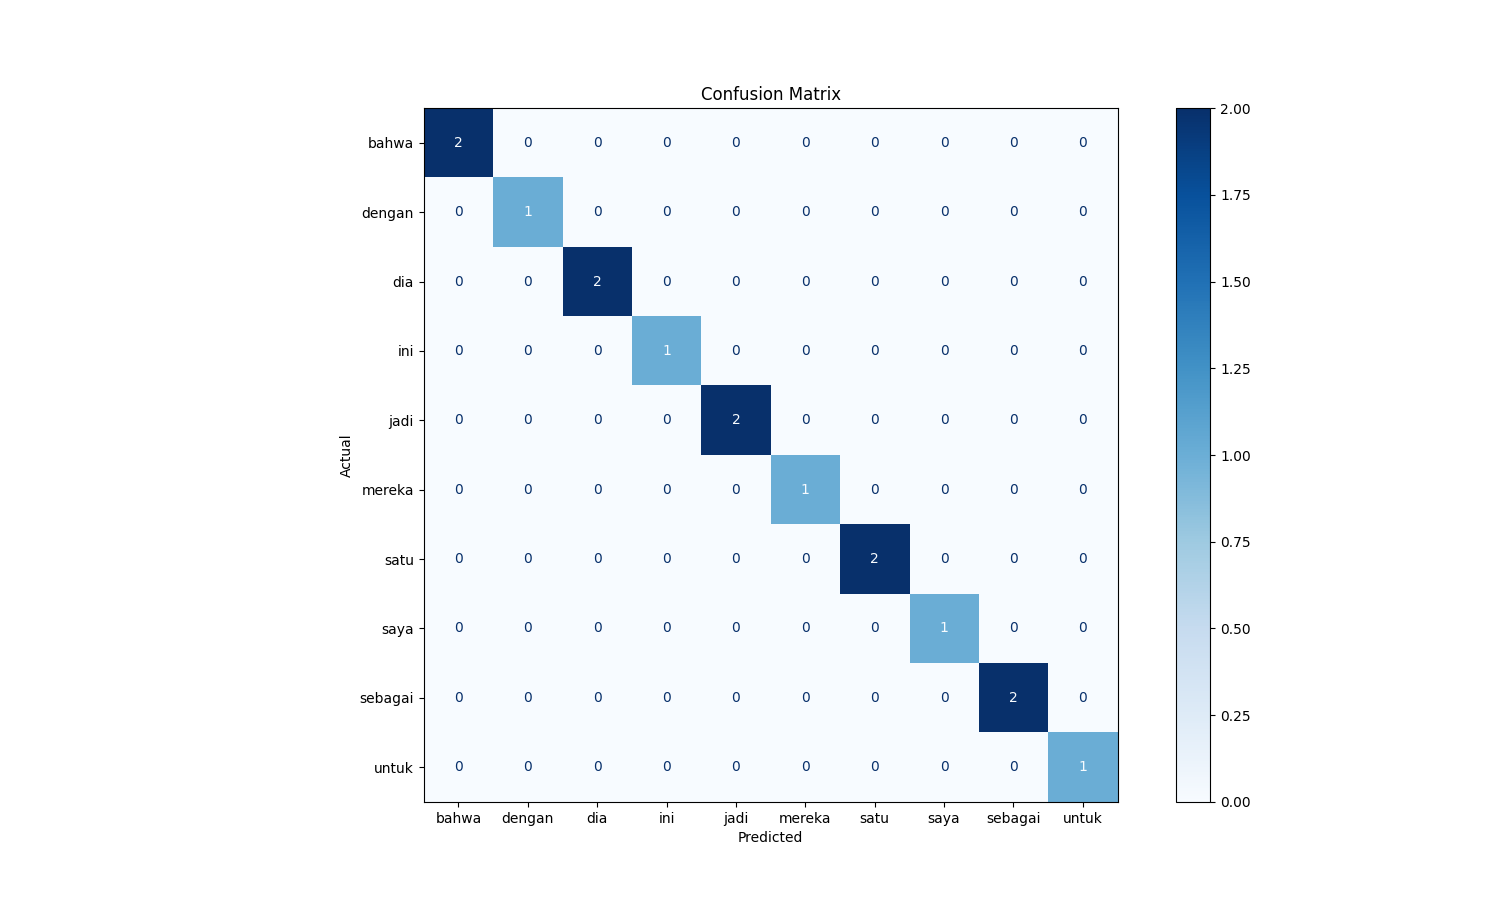 Confusion Matrix
bahwa 2 0 0 0 0 0 0 0 0 0
dengan 0 1 0 0 0 0 0 0 0 0
dia 0 0 2 0 0 0 0 0 0 0
ini 0 0 0 1 0 0 0 0 0 0
jadi 0 0 0 0 2 0 0 0 0 0
mereka 0 0 0 0 0 1 0 0 0 0
satu 0 0 0 0 0 0 2 0 0 0
saya 0 0 0 0 0 0 0 1 0 0
sebagai 0 0 0 0 0 0 0 0 2 0
untuk 0 0 0 0 0 0 0 0 0 1
bahwa dengan dia ini jadi mereka satu saya sebagai untuk
Predicted
Actual
2.00
1.75
1.50
1.25
1.00
0.75
0.50
0.25
0.00